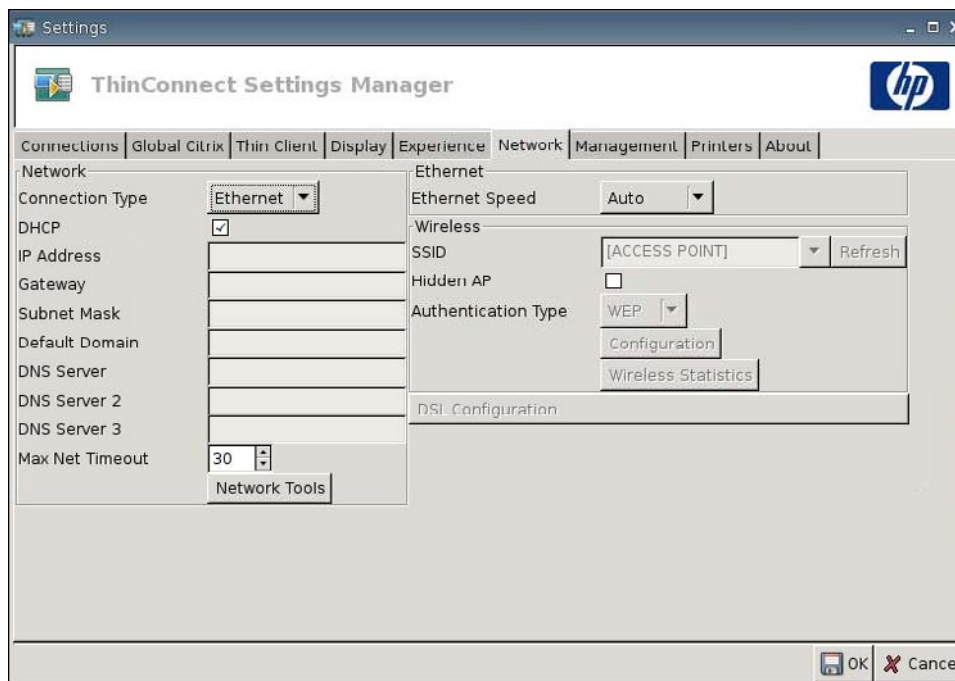 Settings
ThinConnect Settings Manager
hp
Connections Global Citrix Thin Client Display Experience Network Management Printers About
Network
Connection Type Ethernet
DHCP
IP Address
Gateway
Subnet Mask
Default Domain
DNS Server
DNS Server 2
DNS Server 3
Max Net Timeout 30
Network Tools
Ethernet
Ethernet Speed Auto
Wireless
SSID [ACCESS POINT] Refresh
Hidden AP
Authentication Type WEP
Configuration
Wireless Statistics
DSL Configuration
OK Cance